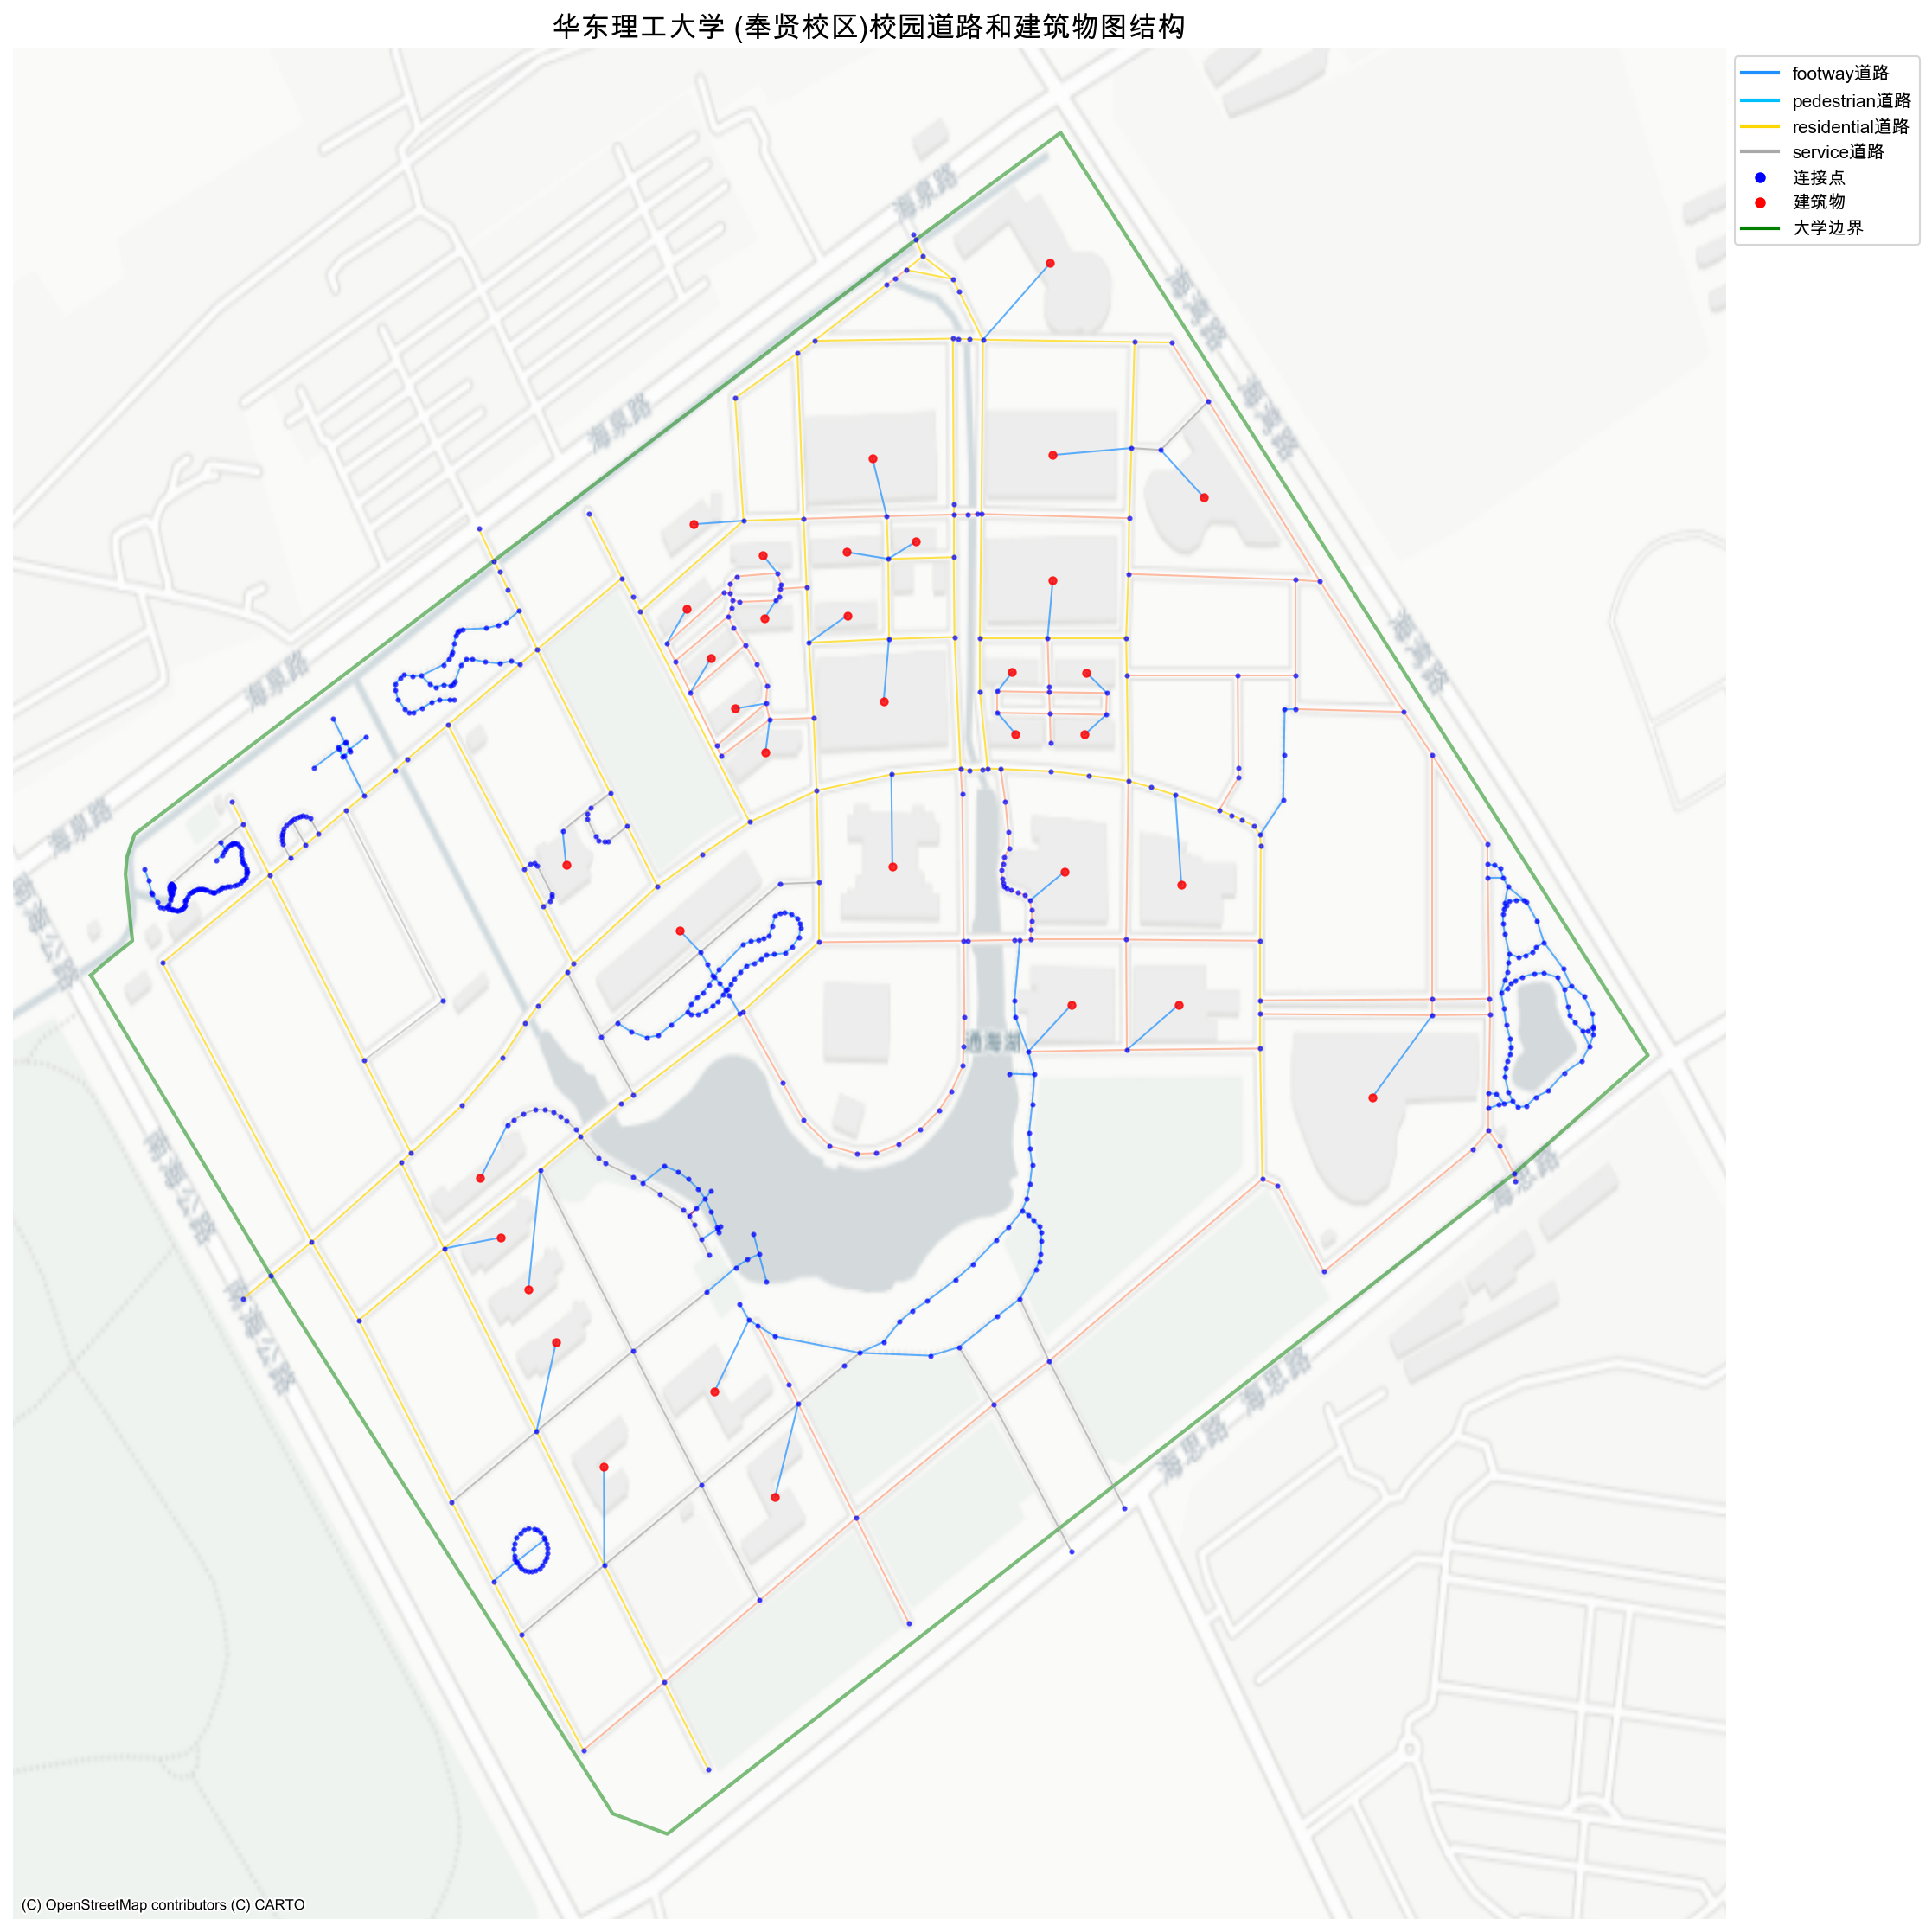 华东理工大学 (奉贤校区)校园道路和建筑物图结构
footway道路
pedestrian道路
residential道路
service道路
连接点
建筑物
大学边界
海泉路
海湾路
海湾路
海泉路
海湾路
海泉路
海泉路
南海公路
通海湖
南海公路
海思路
南海公路
海思路
海思路
(C) OpenStreetMap contributors (C) CARTO